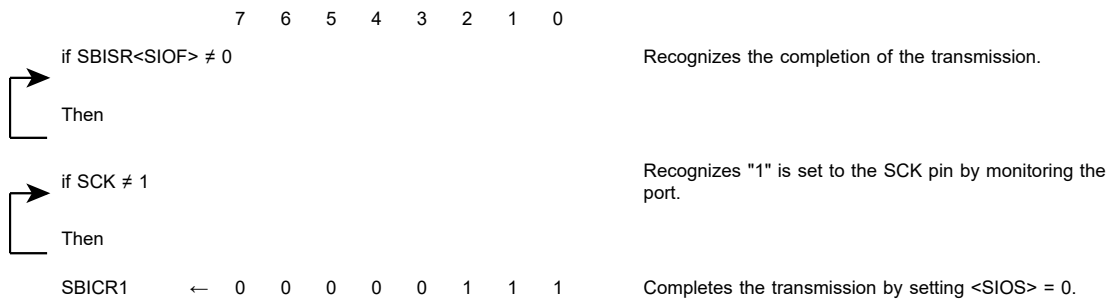 7 6 5 4 3 2 1 0
if SBISR<SIOF> ≠ 0 Recognizes the completion of the transmission.
Then
if SCK ≠ 1 Recognizes "1" is set to the SCK pin by monitoring the
port.
Then
SBICR1 ← 0 0 0 0 0 1 1 1 Completes the transmission by setting <SIOS> = 0.